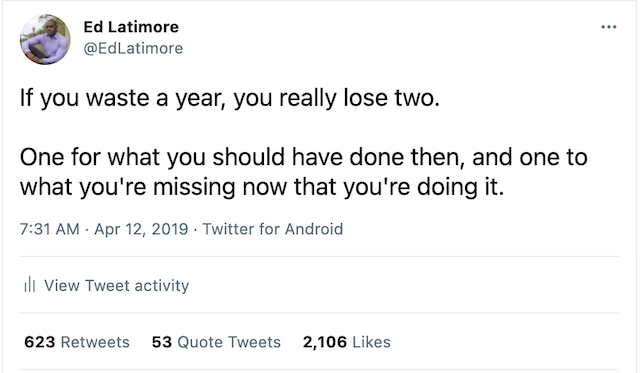 Ed Latimore
@EdLatimore
If you waste a year, you really lose two.
One for what you should have done then, and one to
what you're missing now that you're doing it.
7:31 AM · Apr 12, 2019 · Twitter for Android
View Tweet activity
623 Retweets 53 Quote Tweets 2,106 Likes